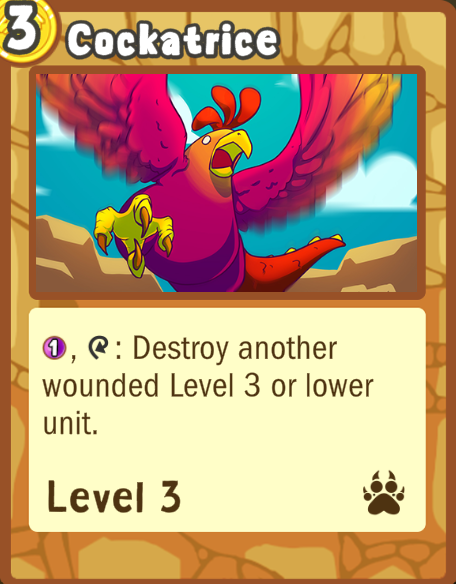 3 Cockatrice
1, : Destroy another
wounded Level 3 or lower
unit.
Level 3